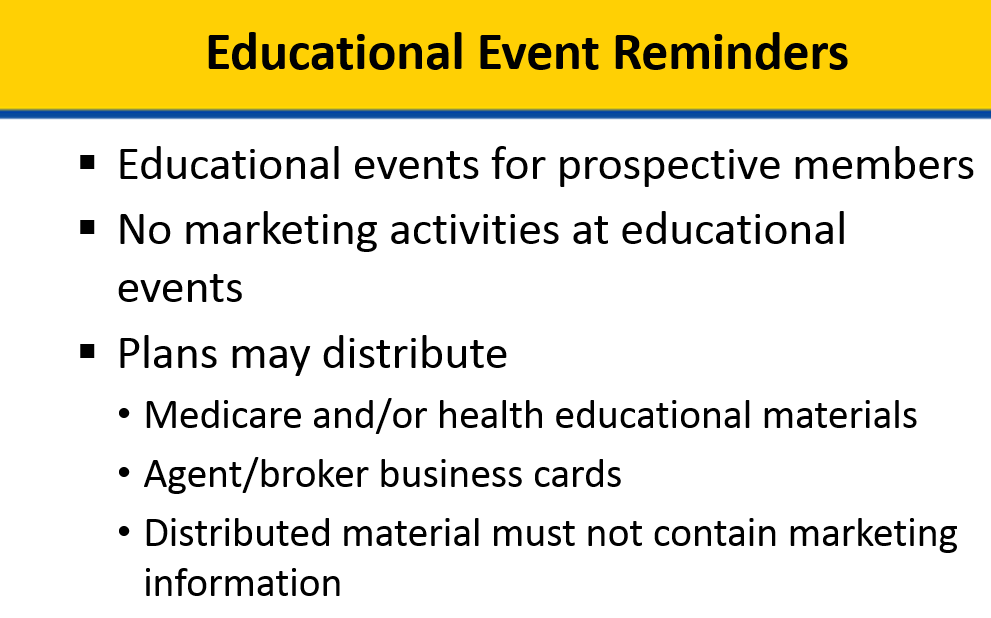 Educational Event Reminders
▪ Educational events for prospective members
▪ No marketing activities at educational
events
▪ Plans may distribute
• Medicare and/or health educational materials
• Agent/broker business cards
• Distributed material must not contain marketing
information